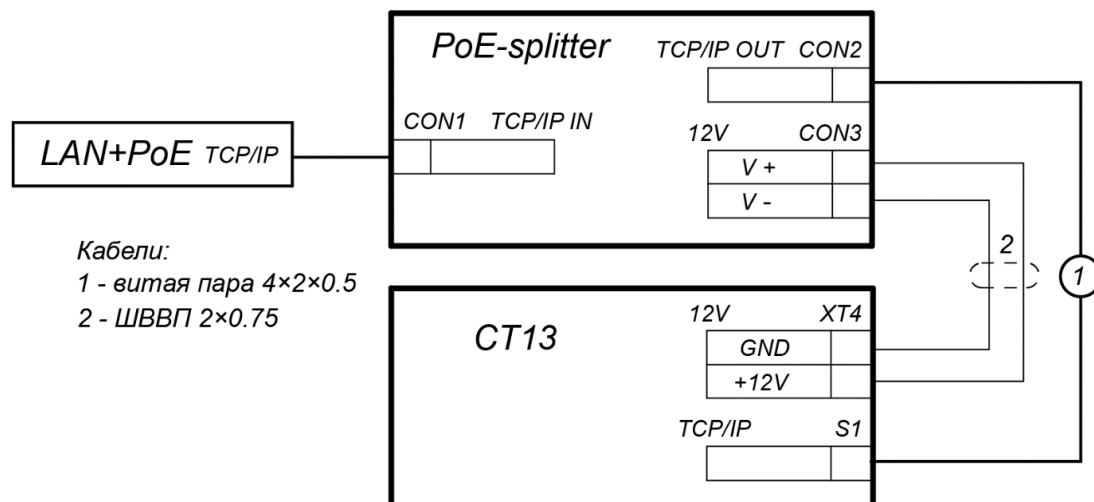 PoE-splitter
TCP/IP OUT CON2
CON1 TCP/IP IN
12V CON3
V +
V -
LAN+PoE TCP/IP
Кабели:
1 - витая пара 4×2×0.5
2 - ШВВП 2×0.75
2
1
CT13
12V XT4
GND
+12V
TCP/IP S1